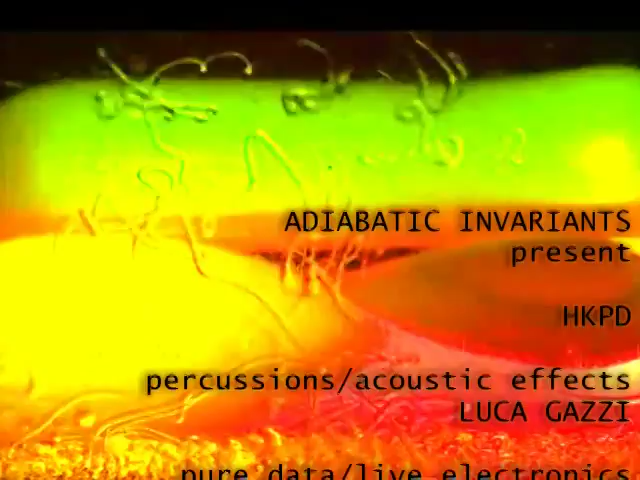 ADIABATIC INVARIANTS
present
HKPD
percussions/acoustic effects
LUCA GAZZI
pure data/live electronics